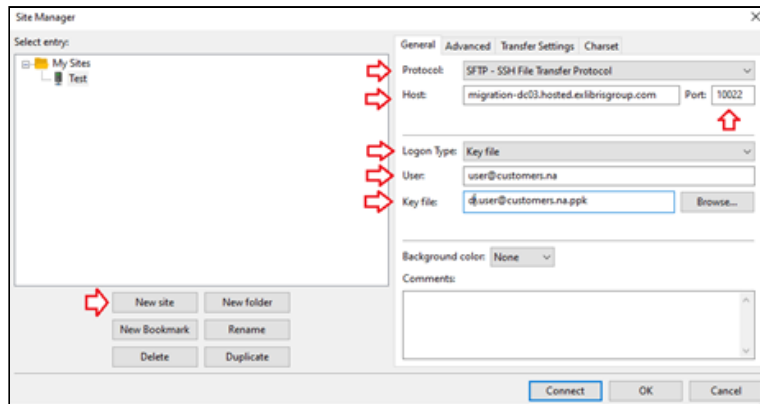 Site Manager
Select entry:
My Sites
Test
New site
New folder
New Bookmark
Rename
Delete
Duplicate
General
Advanced
Transfer Settings
Charset
Protocol:
SFTP - SSH File Transfer Protocol
Host:
migration-dc03.hosted.exlibrisgroup.com
Port:
10022
Logon Type:
Key file
User:
user@customers.na
Key file:
d\user@customers.na.ppk
Browse...
Background color:
None
Comments:
Connect
OK
Cancel